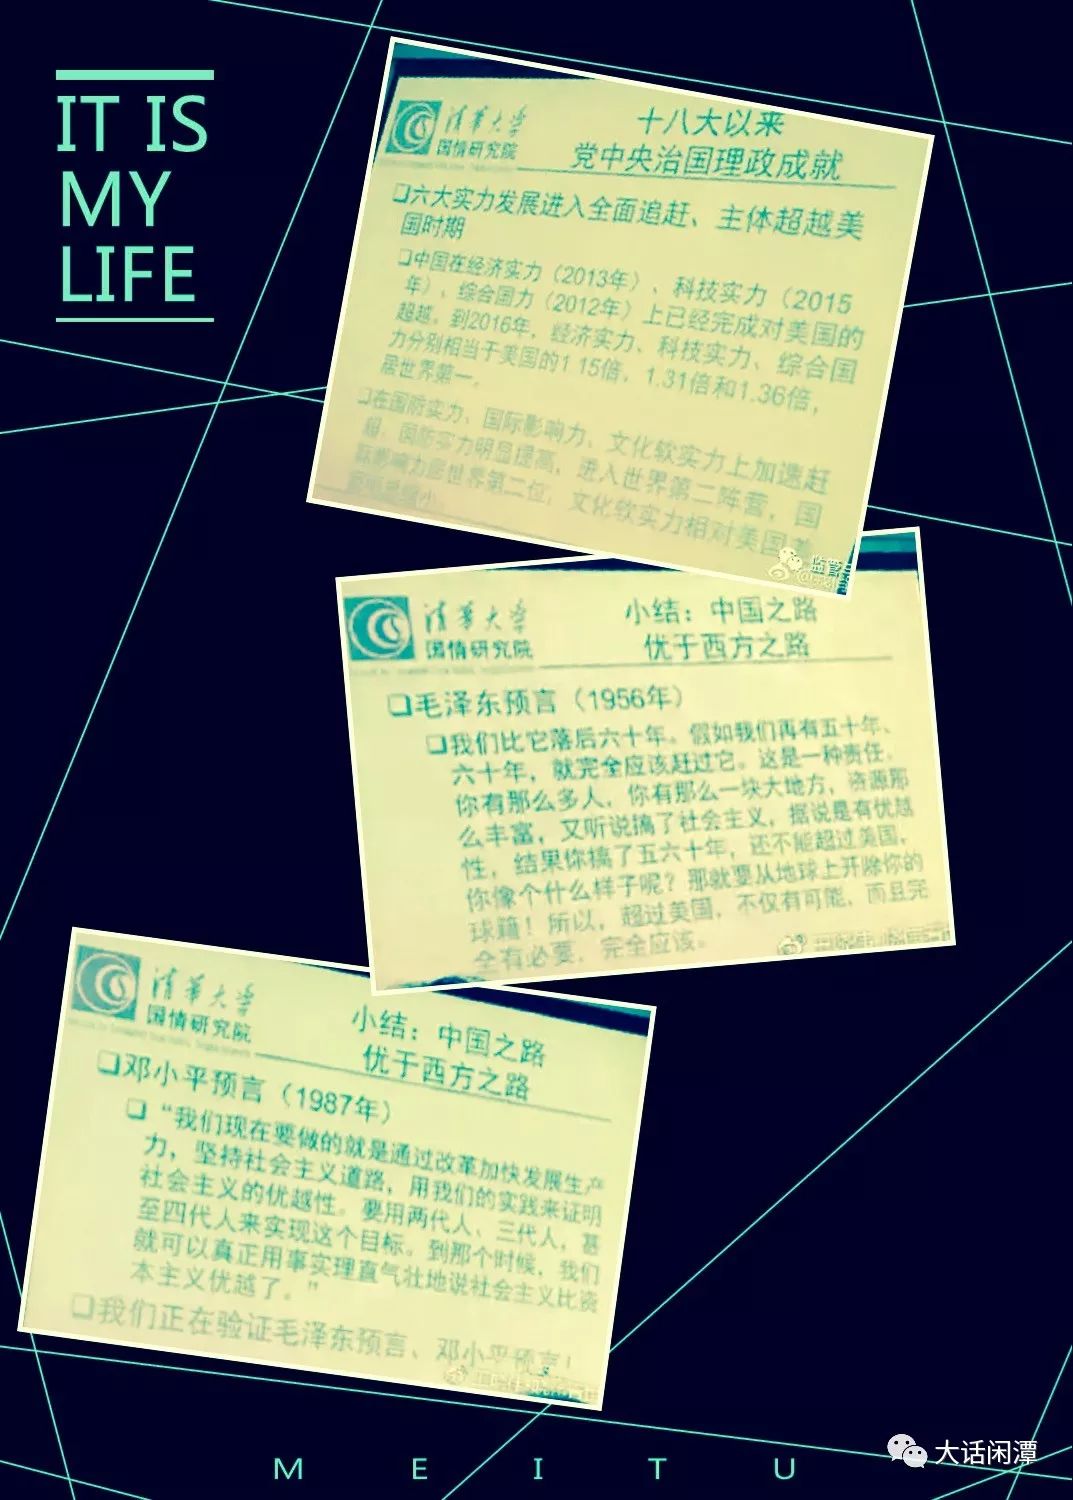 IT IS
MY
LIFE
清华大学
国情研究院
十八大以来
党中央治国理政成就
❑六大实力发展进入全面追赶、主体超越美
国时期
❑中国在经济实力（2013年）、科技实力（2015
年）、综合国力（2012年）上已经完成对美国的
超越。到2016年，经济实力、科技实力、综合国
力分别相当于美国的1.15倍，1.31倍和1.36倍，
居世界第一。
❑在国防实力、国际影响力、文化软实力上加速赶
超，国防实力明显提高，进入世界第二阵营，国
际影响力居世界第二位；文化软实力相对美国差
清华大学
国情研究院
小结：中国之路
优于西方之路
❑毛泽东预言（1956年）
❑我们比它落后六十年。假如我们再有五十年、
六十年，就完全应该赶过它。这是一种责任。
你有那么多人，你有那么一块大地方，资源那
么丰富，又听说搞了社会主义，据说是有优越
性，结果你搞了五六十年，还不能超过美国，
你像个什么样子呢？那就要从地球上开除你的
球籍！所以，超过美国，不仅有可能，而且完
全有必要，完全应该。
清华大学
国情研究院
小结：中国之路
优于西方之路
❑邓小平预言（1987年）
❑“我们现在要做的就是通过改革加快发展生产
力，坚持社会主义道路，用我们的实践来证明
社会主义的优越性。要用两代人、三代人，甚
至四代人来实现这个目标。到那个时候，我们
就可以真正用事实理直气壮地说社会主义比资
本主义优越了。”
❑我们正在验证毛泽东预言、邓小平预言！
大话闲潭
MEITU